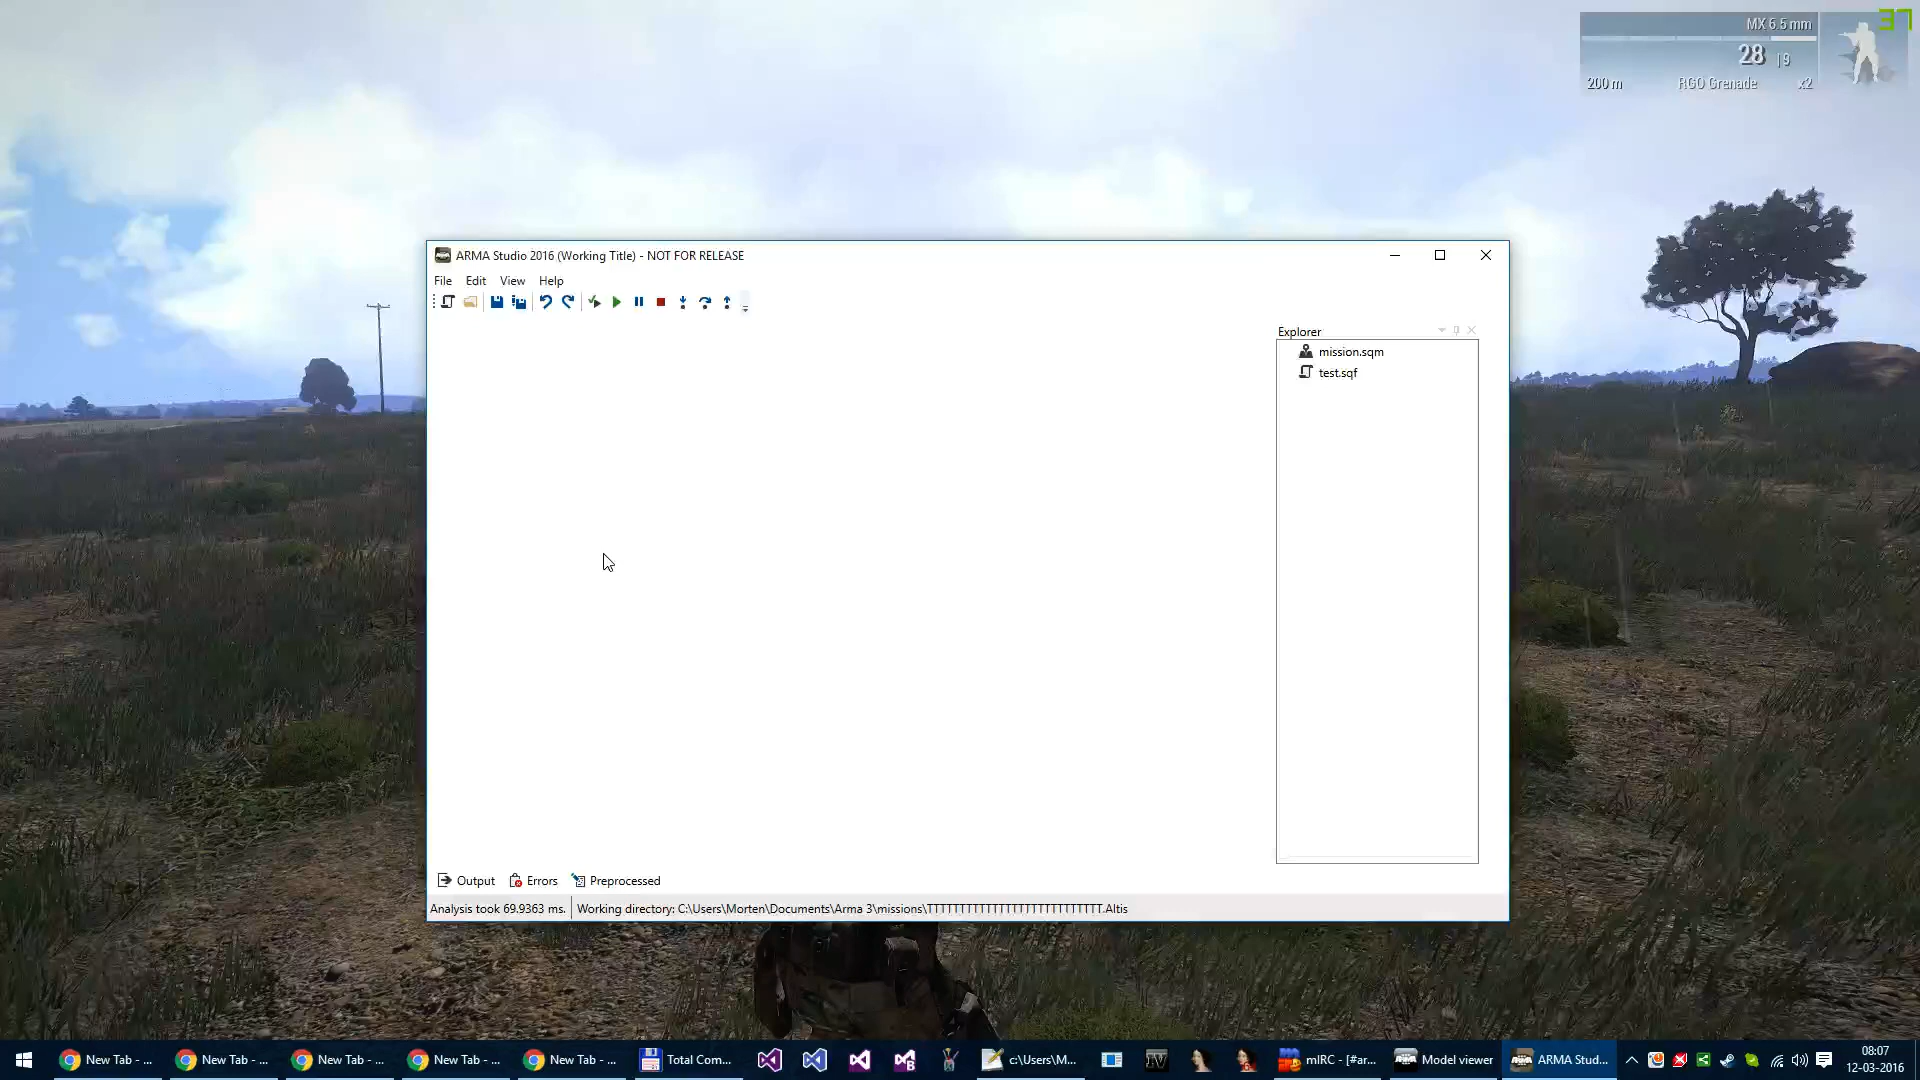 37
MX 6.5 mm
28 | 9
200 m RGO Grenade x2
ARMA Studio 2016 (Working Title) - NOT FOR RELEASE
File Edit View Help
Explorer
mission.sqm
test.sqf
Output Errors Preprocessed
Analysis took 69.9363 ms. Working directory: C:\Users\Morten\Documents\Arma 3\missions\TTTTTTTTTTTTTTTTTTTTTTTTTTT.Altis
New Tab - ... New Tab - ... New Tab - ... New Tab - ... New Tab - ... Total Com... c:\Users\M... IV mIRC - [#ar... Model viewer ARMA Stud... 08:07
12-03-2016